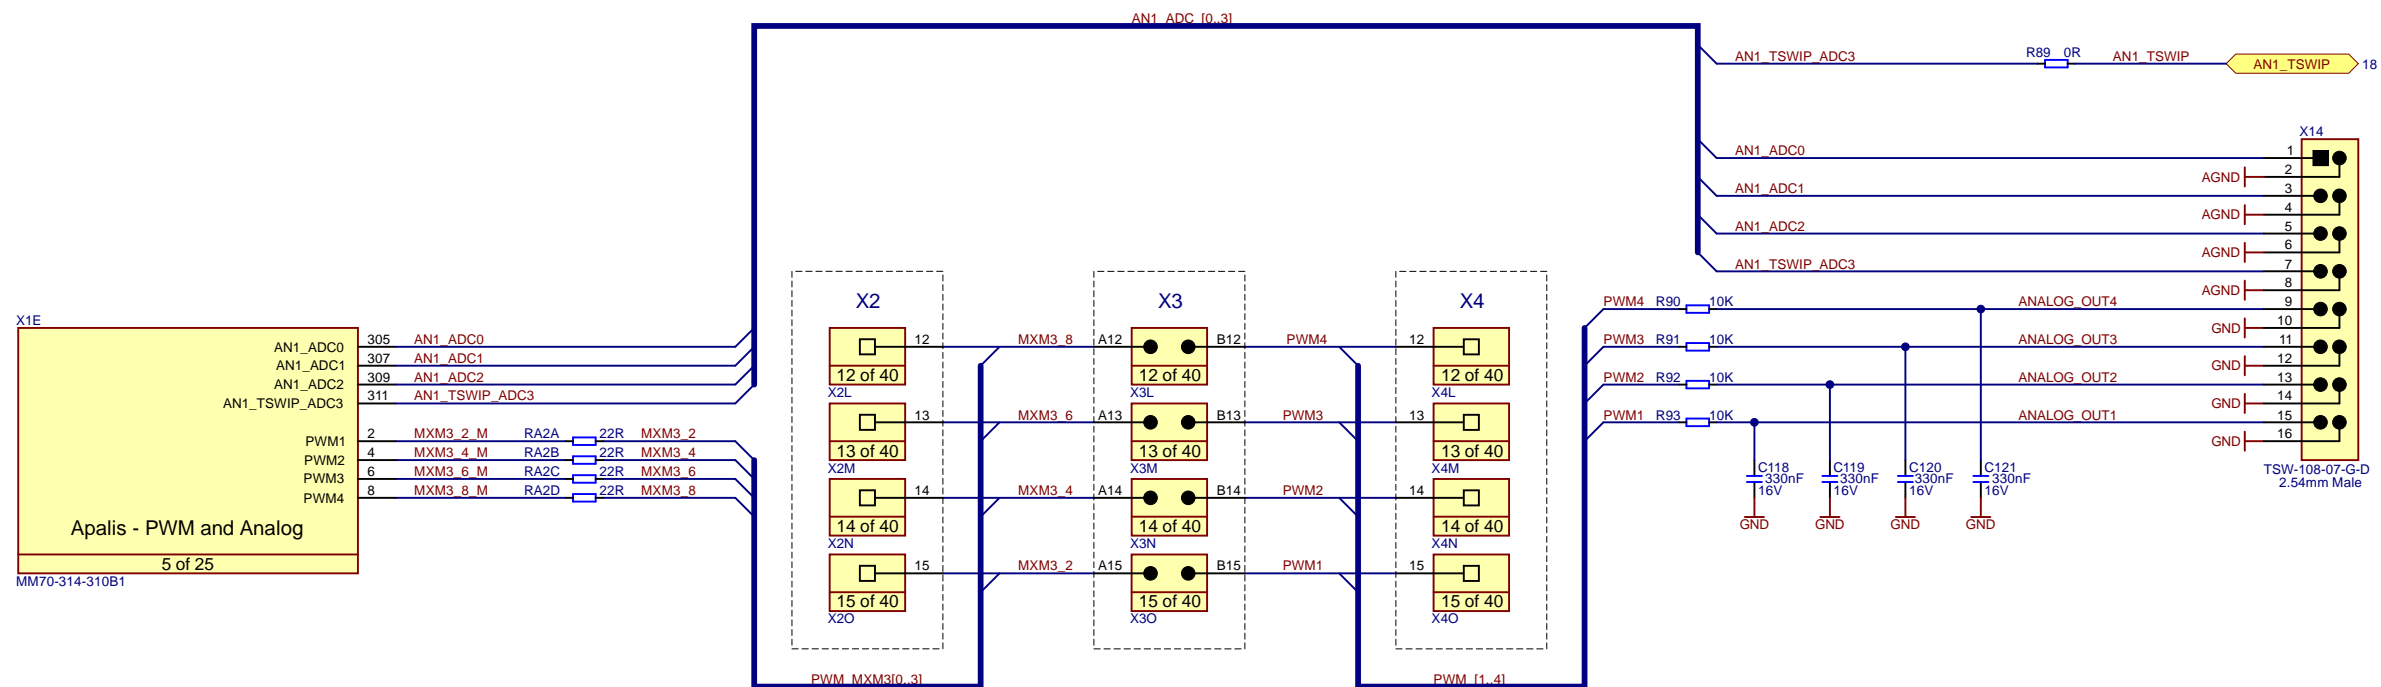 AN1_ADC_[0..3]
AN1_TSWIP_ADC3 R89 0R AN1_TSWIP AN1_TSWIP 18
X14
AN1_ADC0 1
AGND 2
AN1_ADC1 3
AGND 4
AN1_ADC2 5
AGND 6
AN1_TSWIP_ADC3 7
AGND 8
PWM4 R90 10K ANALOG_OUT4 9
GND 10
PWM3 R91 10K ANALOG_OUT3 11
GND 12
PWM2 R92 10K ANALOG_OUT2 13
GND 14
PWM1 R93 10K ANALOG_OUT1 15
GND 16
TSW-108-07-G-D
2.54mm Male
C118 C119 C120 C121
330nF 330nF 330nF 330nF
16V 16V 16V 16V
GND GND GND GND
X1E
AN1_ADC0 305 AN1_ADC0
AN1_ADC1 307 AN1_ADC1
AN1_ADC2 309 AN1_ADC2
AN1_TSWIP_ADC3 311 AN1_TSWIP_ADC3
PWM1 2 MXM3_2_M RA2A 22R MXM3_2
PWM2 4 MXM3_4_M RA2B 22R MXM3_4
PWM3 6 MXM3_6_M RA2C 22R MXM3_6
PWM4 8 MXM3_8_M RA2D 22R MXM3_8
Apalis - PWM and Analog
5 of 25
MM70-314-310B1
X2 X3 X4
12 MXM3_8 A12 B12 PWM4 12
12 of 40 12 of 40 12 of 40
X2L X3L X4L
13 MXM3_6 A13 B13 PWM3 13
13 of 40 13 of 40 13 of 40
X2M X3M X4M
14 MXM3_4 A14 B14 PWM2 14
14 of 40 14 of 40 14 of 40
X2N X3N X4N
15 MXM3_2 A15 B15 PWM1 15
15 of 40 15 of 40 15 of 40
X2O X3O X4O
PWM_MXM3[0..3] PWM_[1..4]